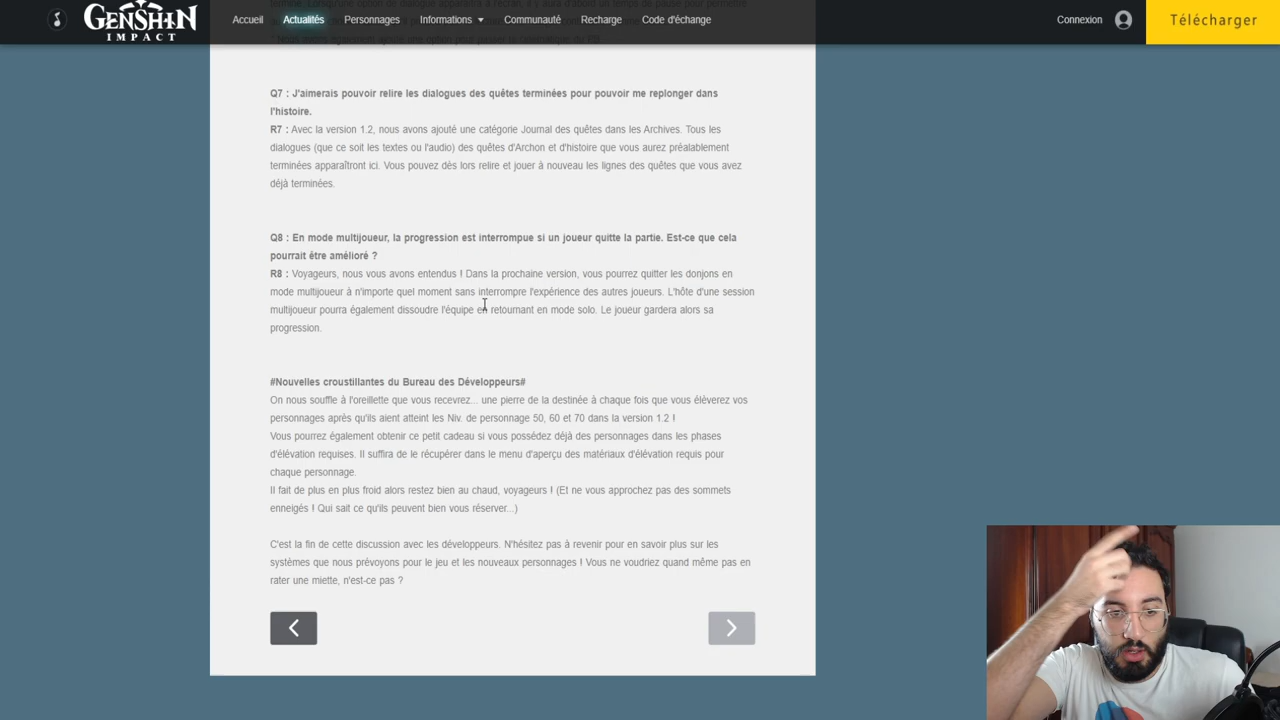 GENSHIN
IMPACT
Accueil
Actualités
Personnages
Informations
Communauté
Recharge
Code d'échange
Connexion
Télécharger
Q7 : J'aimerais pouvoir relire les dialogues des quêtes terminées pour pouvoir me replonger dans
l'histoire.
R7 : Avec la version 1.2, nous avons ajouté une catégorie Journal des quêtes dans les Archives. Tous les
dialogues (que ce soit les textes ou l'audio) des quêtes d'Archon et d'histoire que vous aurez préalablement
terminées apparaîtront ici. Vous pouvez dès lors relire et jouer à nouveau les lignes des quêtes que vous avez
déjà terminées.
Q8 : En mode multijoueur, la progression est interrompue si un joueur quitte la partie. Est-ce que cela
pourrait être amélioré ?
R8 : Voyageurs, nous vous avons entendus ! Dans la prochaine version, vous pourrez quitter les donjons en
mode multijoueur à n'importe quel moment sans interrompre l'expérience des autres joueurs. L'hôte d'une session
multijoueur pourra également dissoudre l'équipe en retournant en mode solo. Le joueur gardera alors sa
progression.
#Nouvelles croustillantes du Bureau des Développeurs#
On nous souffle à l'oreillette que vous recevrez... une pierre de la destinée à chaque fois que vous élèverez vos
personnages après qu'ils aient atteint les Niv. de personnage 50, 60 et 70 dans la version 1.2 !
Vous pourrez également obtenir ce petit cadeau si vous possédez déjà des personnages dans les phases
d'élévation requises. Il suffira de le récupérer dans le menu d'aperçu des matériaux d'élévation requis pour
chaque personnage.
Il fait de plus en plus froid alors restez bien au chaud, voyageurs ! (Et ne vous approchez pas des sommets
enneigés ! Qui sait ce qu'ils peuvent bien vous réserver...)
C'est la fin de cette discussion avec les développeurs. N'hésitez pas à revenir pour en savoir plus sur les
systèmes que nous prévoyons pour le jeu et les nouveaux personnages ! Vous ne voudriez quand même pas en
rater une miette, n'est-ce pas ?